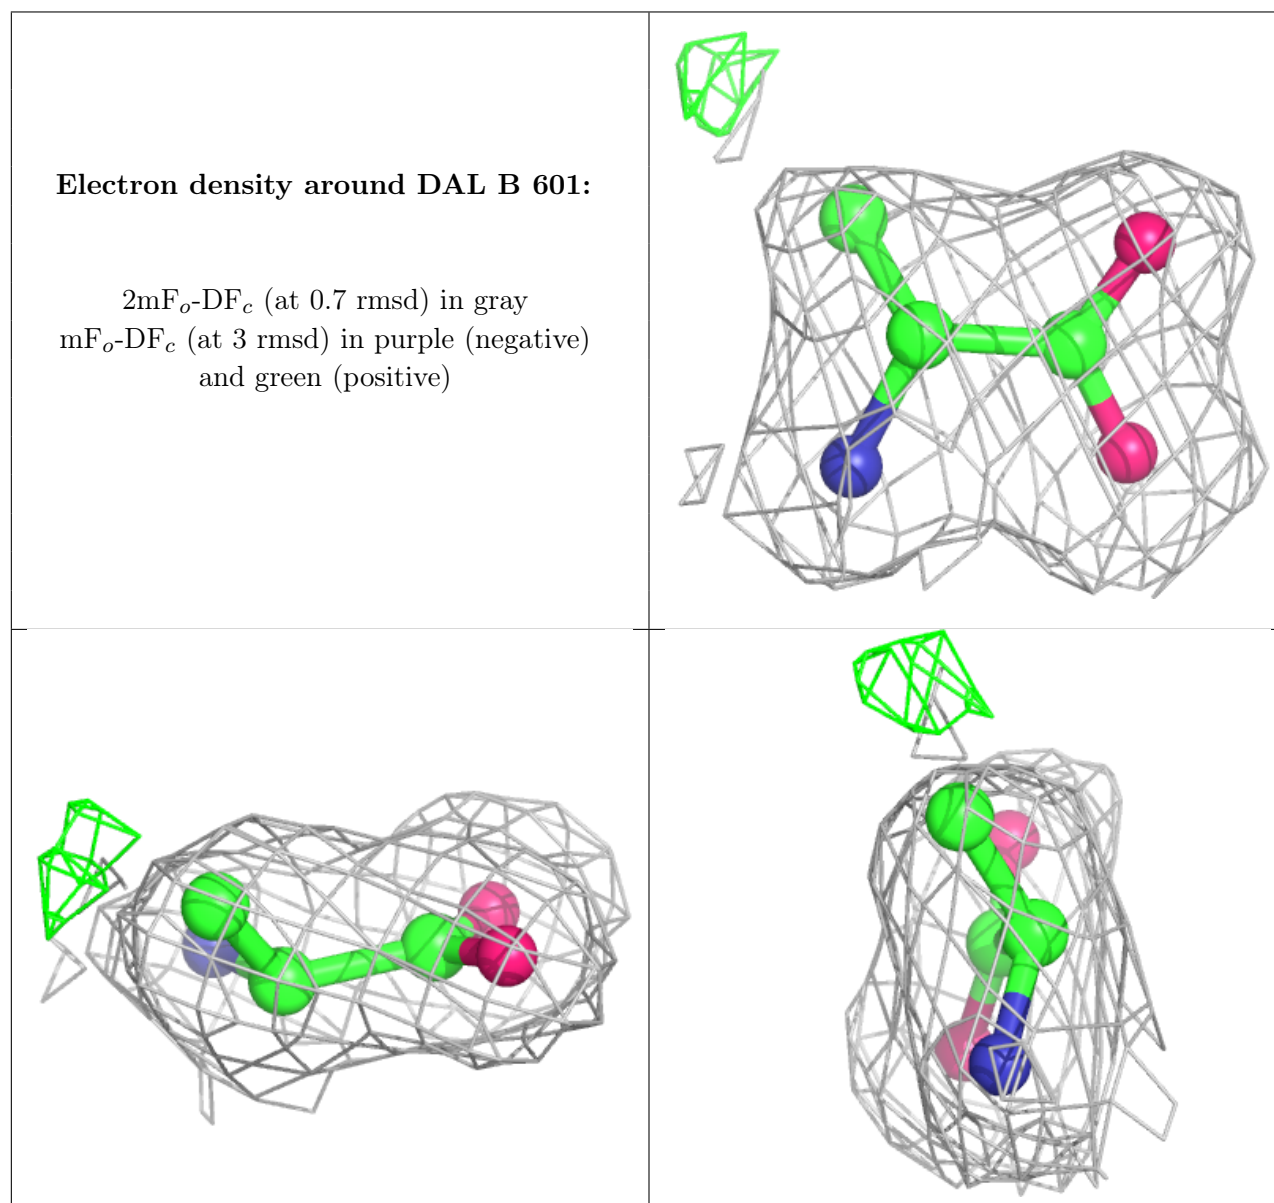 Electron density around DAL B 601:
2mFₒ-DF𝒸 (at 0.7 rmsd) in gray
mFₒ-DF𝒸 (at 3 rmsd) in purple (negative)
and green (positive)